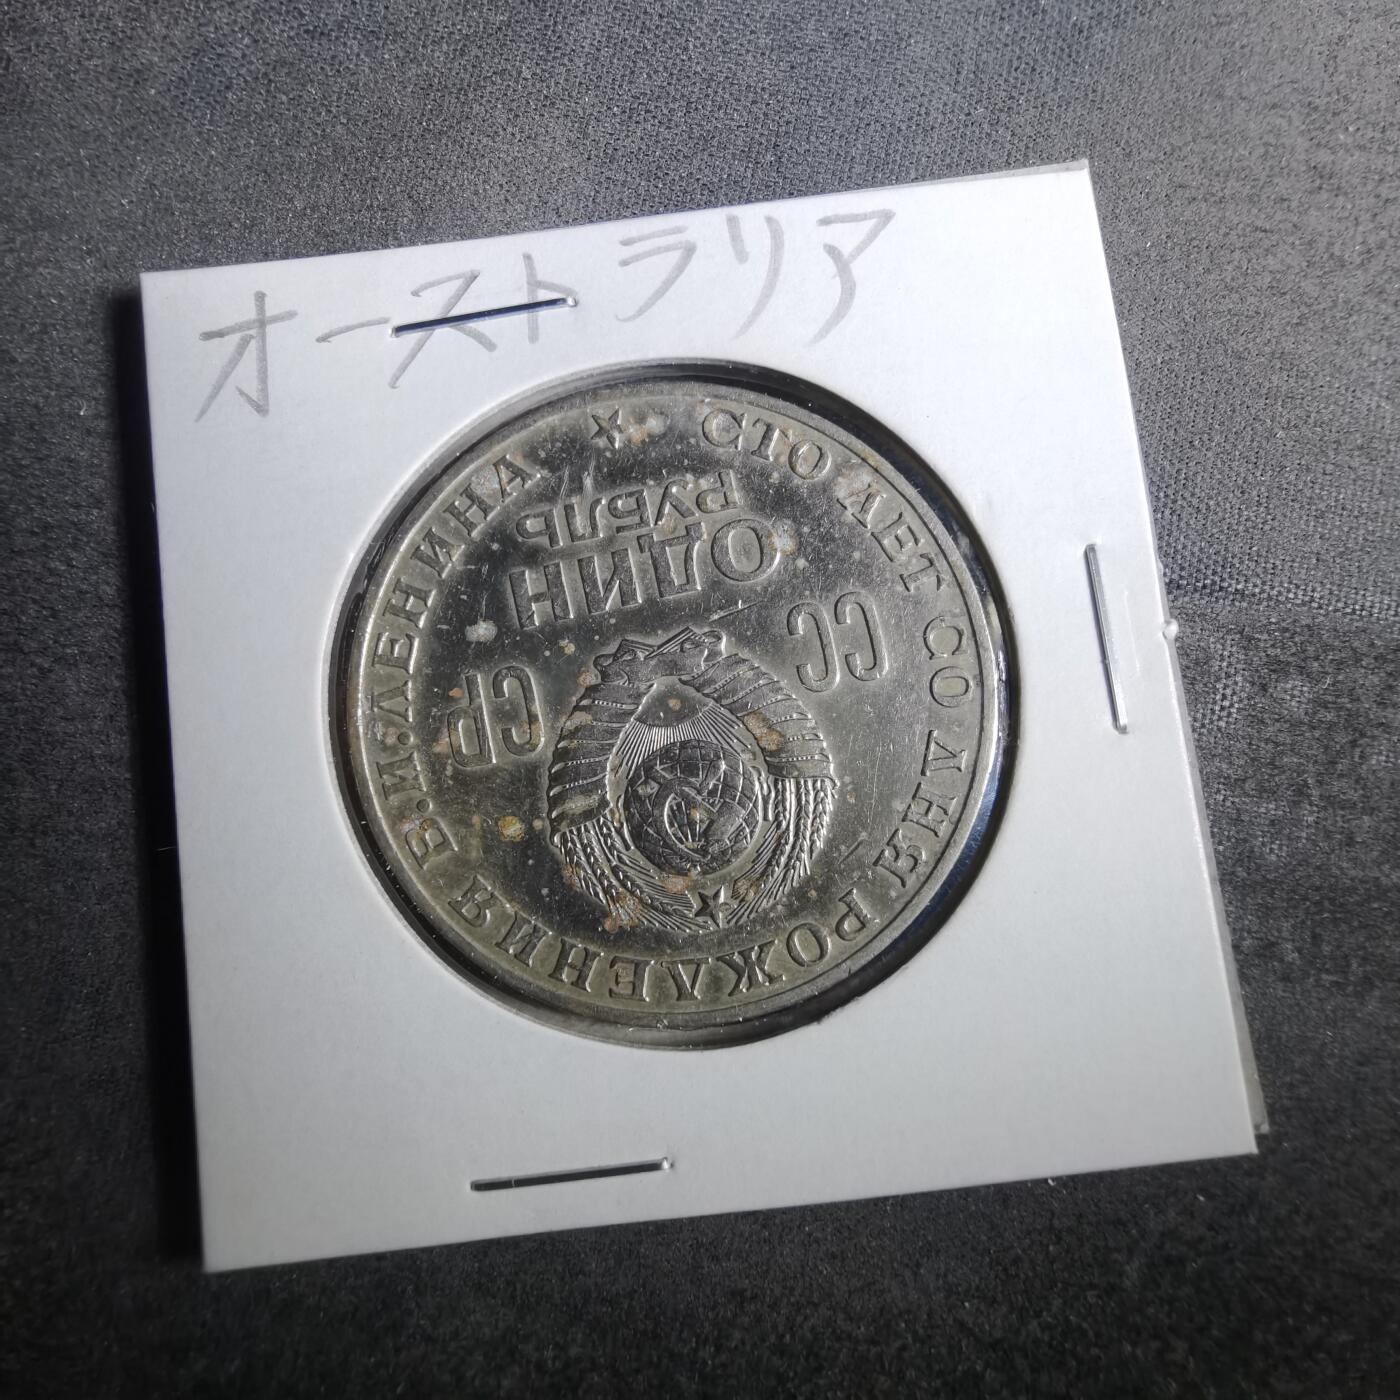 オーストラリア
СТО ЛЕТ СО ДНЯ РОЖДЕНИЯ В.И.ЛЕНИНА
СС СР
ОДИН
РУБЛЬ